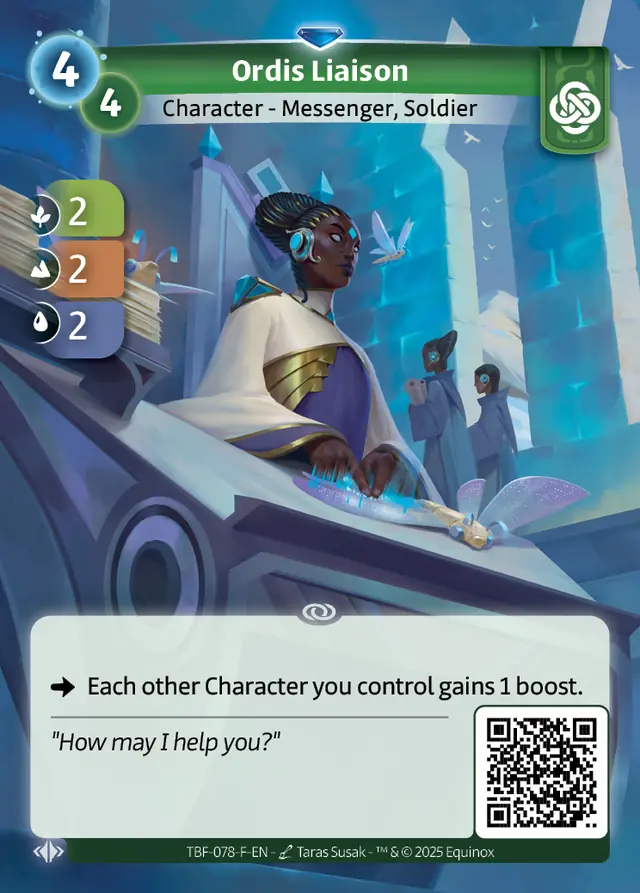 4
Ordis Liaison
4
Character - Messenger, Soldier
2
2
2
Each other Character you control gains 1 boost.
"How may I help you?"
TBF-078-F-EN - Taras Susak - ™ & © 2025 Equinox